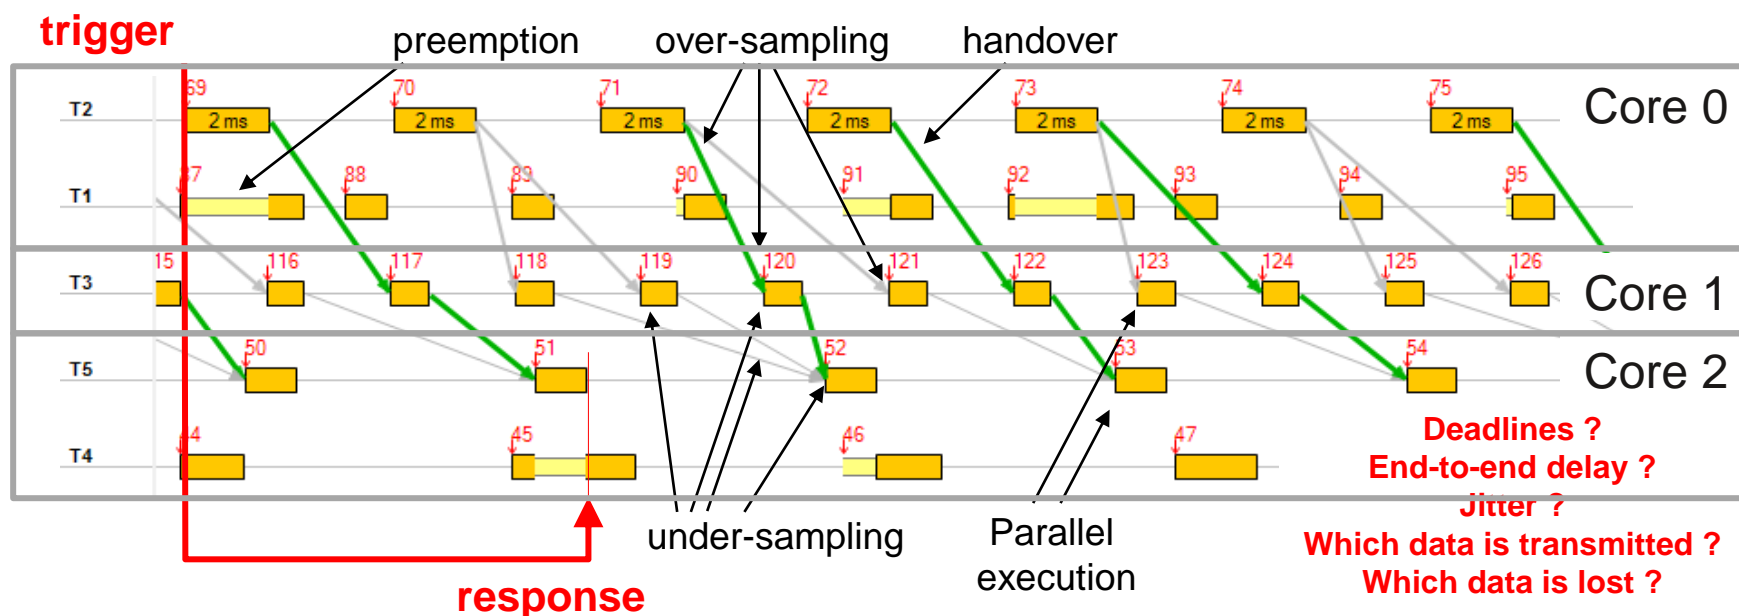 trigger
preemption
over-sampling
handover
T2
69
70
71
72
73
74
75
2 ms
2 ms
2 ms
2 ms
2 ms
2 ms
2 ms
Core 0
T1
87
88
89
90
91
92
93
94
95
T3
15
116
117
118
119
120
121
122
123
124
125
126
Core 1
T5
50
51
52
53
54
Core 2
T4
44
45
46
47
Deadlines ?
End-to-end delay ?
Jitter ?
Which data is transmitted ?
Which data is lost ?
under-sampling
Parallel
execution
response